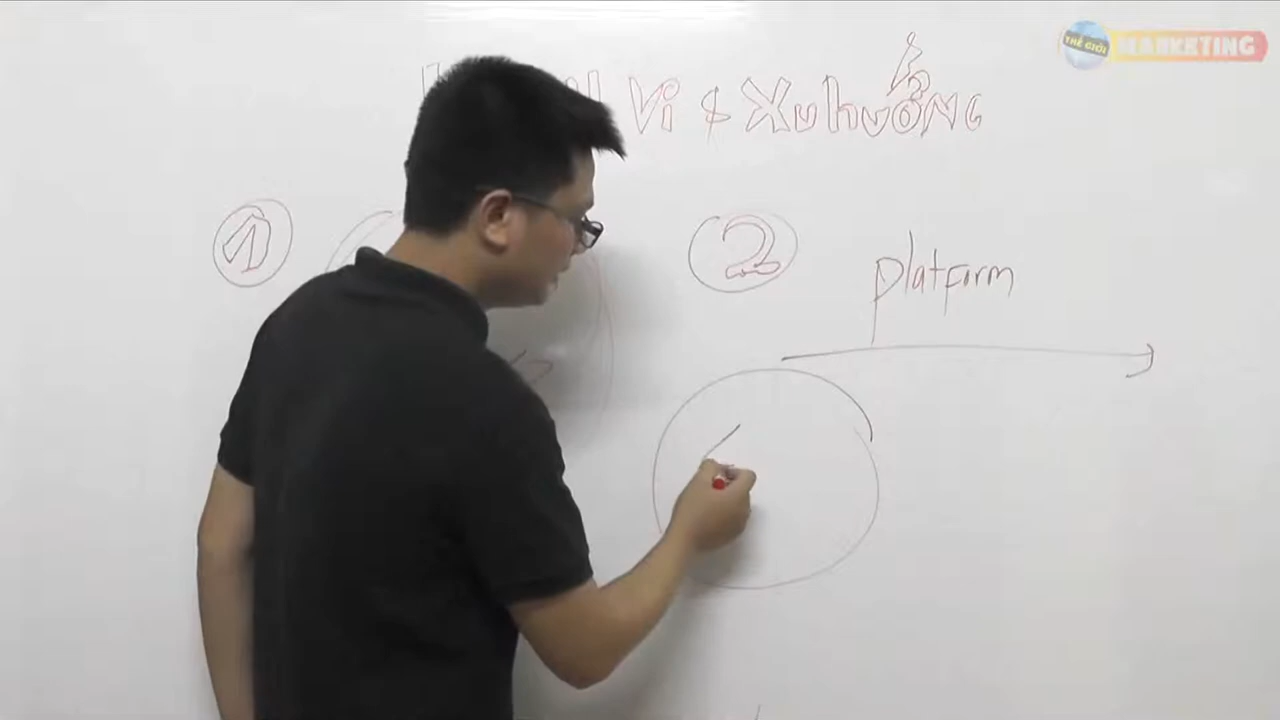 THẾ GIỚI MARKETING
Vi & Xu hướng
1
2
platform